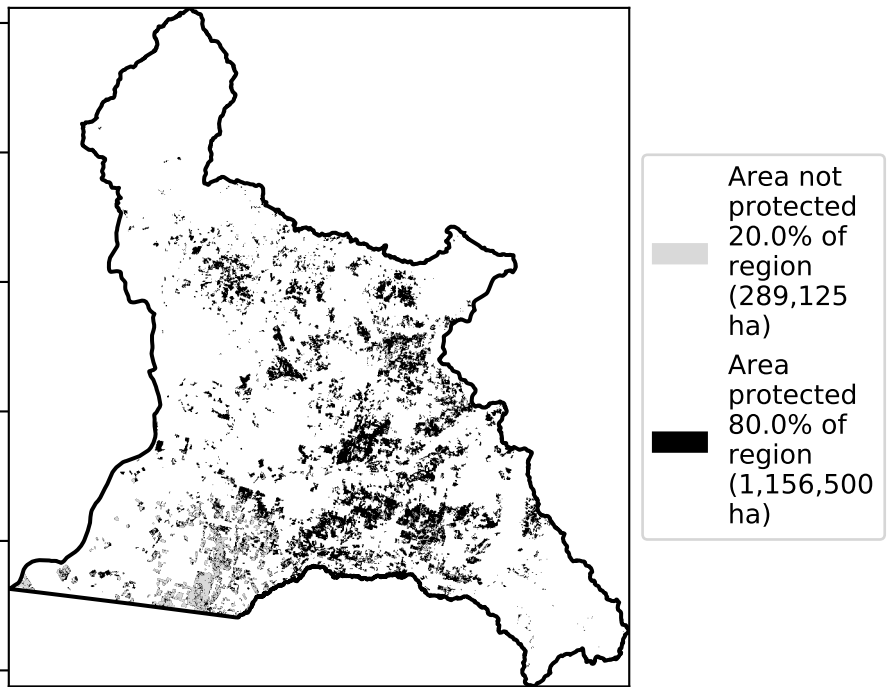 Area not
protected
20.0% of
region
(289,125
ha)
Area
protected
80.0% of
region
(1,156,500
ha)